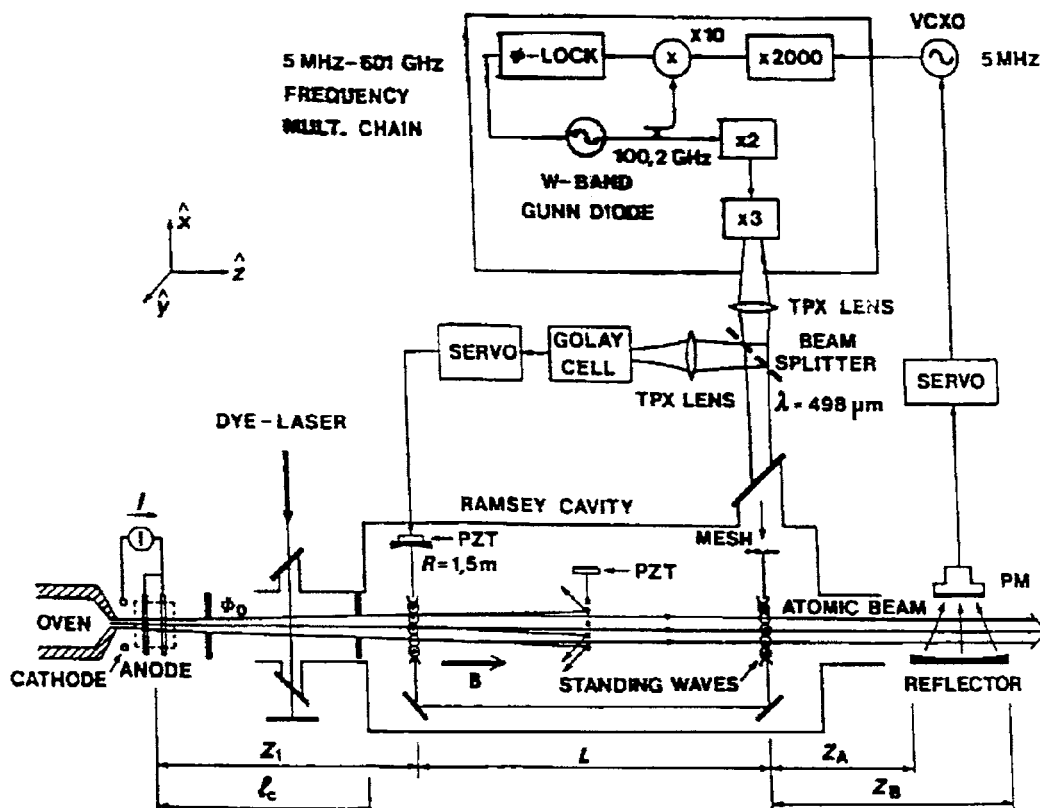 VCXO
5 MHz
x10
ϕ-LOCK
x
x2000
5 MHz-601 GHz
FREQUENCY
MULT. CHAIN
100,2 GHz
x2
W-BAND
GUNN DIODE
x3
x̂
ẑ
ŷ
TPX LENS
SERVO
GOLAY
CELL
BEAM
SPLITTER
TPX LENS
λ = 498 µm
SERVO
DYE-LASER
RAMSEY CAVITY
MESH
I
PZT
R = 1,5 m
PZT
PM
Φ0
OVEN
ATOMIC BEAM
CATHODE
ANODE
B
STANDING WAVES
REFLECTOR
Z1
L
ZA
ℓc
ZB